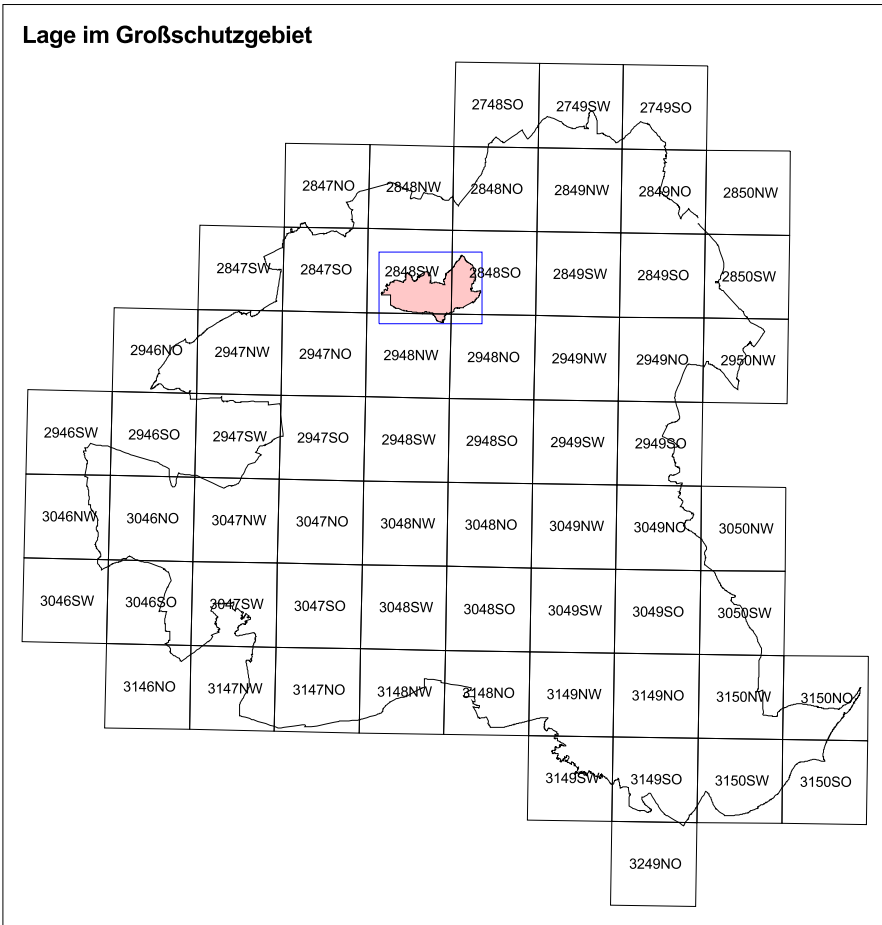 Lage im Großschutzgebiet
2748SO 2749SW 2749SO
2847NO 2848NW 2848NO 2849NW 2849NO 2850NW
2847SW 2847SO 2848SW 2848SO 2849SW 2849SO 2850SW
2946NO 2947NW 2947NO 2948NW 2948NO 2949NW 2949NO 2950NW
2946SW 2946SO 2947SW 2947SO 2948SW 2948SO 2949SW 2949SO
3046NW 3046NO 3047NW 3047NO 3048NW 3048NO 3049NW 3049NO 3050NW
3046SW 3046SO 3047SW 3047SO 3048SW 3048SO 3049SW 3049SO 3050SW
3146NO 3147NW 3147NO 3148NW 3148NO 3149NW 3149NO 3150NW 3150NO
3149SW 3149SO 3150SW 3150SO
3249NO